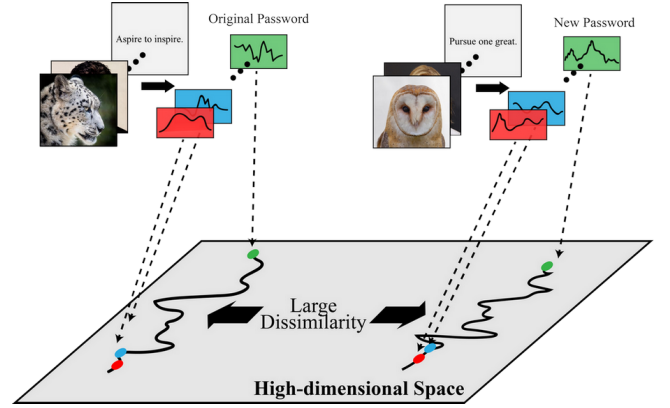 Original Password
Aspire to inspire.
New Password
Pursue one great.
Large
Dissimilarity
High-dimensional Space